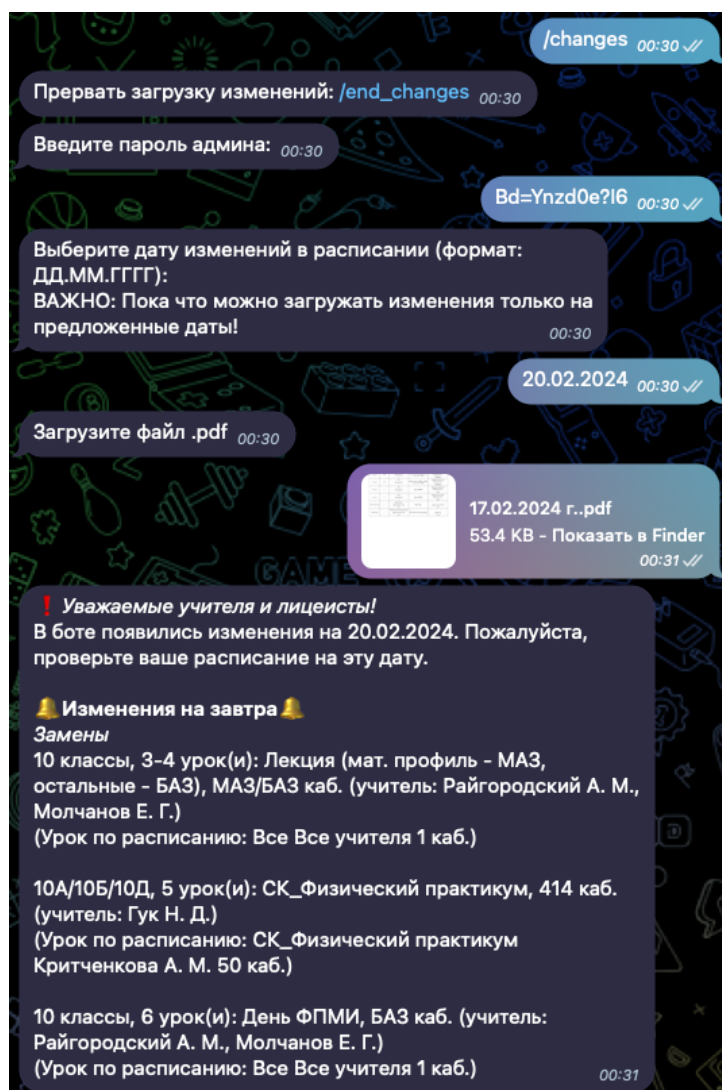 /changes 00:30
Прервать загрузку изменений: /end_changes 00:30
Введите пароль админа: 00:30
Bd=Ynzd0e?I6 00:30
Выберите дату изменений в расписании (формат:
ДД.ММ.ГГГГ):
ВАЖНО: Пока что можно загружать изменения только на
предложенные даты!
00:30
20.02.2024 00:30
Загрузите файл .pdf 00:30
17.02.2024 г..pdf
53.4 KB - Показать в Finder
00:31
GAME
❗ Уважаемые учителя и лицеисты!
В боте появились изменения на 20.02.2024. Пожалуйста,
проверьте ваше расписание на эту дату.
🔔Изменения на завтра🔔
Замены
10 классы, 3-4 урок(и): Лекция (мат. профиль - МАЗ,
остальные - БАЗ), МАЗ/БАЗ каб. (учитель: Райгородский А. М.,
Молчанов Е. Г.)
(Урок по расписанию: Все Все учителя 1 каб.)
10А/10Б/10Д, 5 урок(и): СК_Физический практикум, 414 каб.
(учитель: Гук Н. Д.)
(Урок по расписанию: СК_Физический практикум
Критченкова А. М. 50 каб.)
10 классы, 6 урок(и): День ФПМИ, БАЗ каб. (учитель:
Райгородский А. М., Молчанов Е. Г.)
(Урок по расписанию: Все Все учителя 1 каб.)
00:31